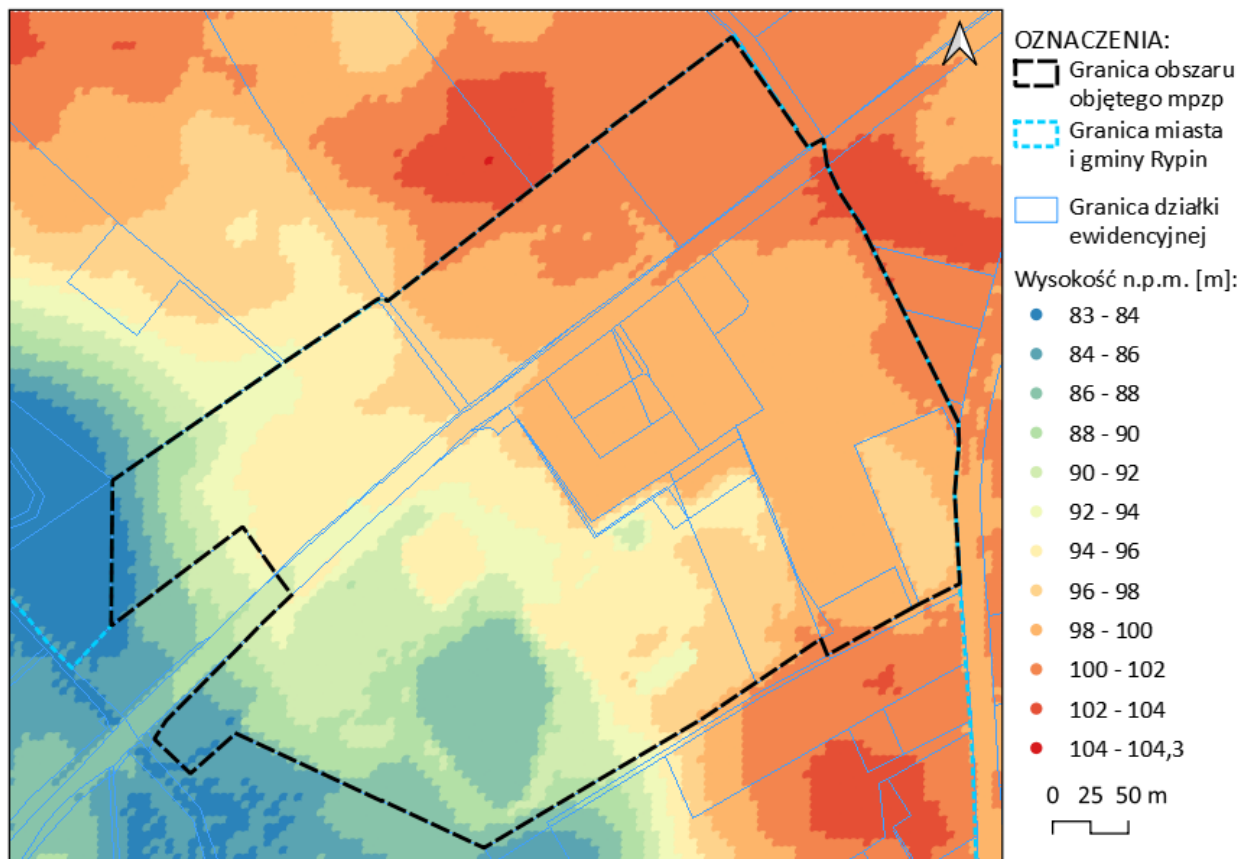 OZNACZENIA:
Granica obszaru
objętego mpzp
Granica miasta
i gminy Rypin
Granica działki
ewidencyjnej
Wysokość n.p.m. [m]:
83 - 84
84 - 86
86 - 88
88 - 90
90 - 92
92 - 94
94 - 96
96 - 98
98 - 100
100 - 102
102 - 104
104 - 104,3
0 25 50 m